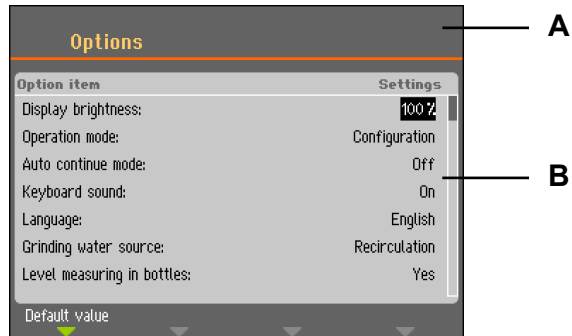 Options
A
Option item Settings
Display brightness: 100 %
Operation mode: Configuration
Auto continue mode: Off
B
Keyboard sound: On
Language: English
Grinding water source: Recirculation
Level measuring in bottles: Yes
Default value